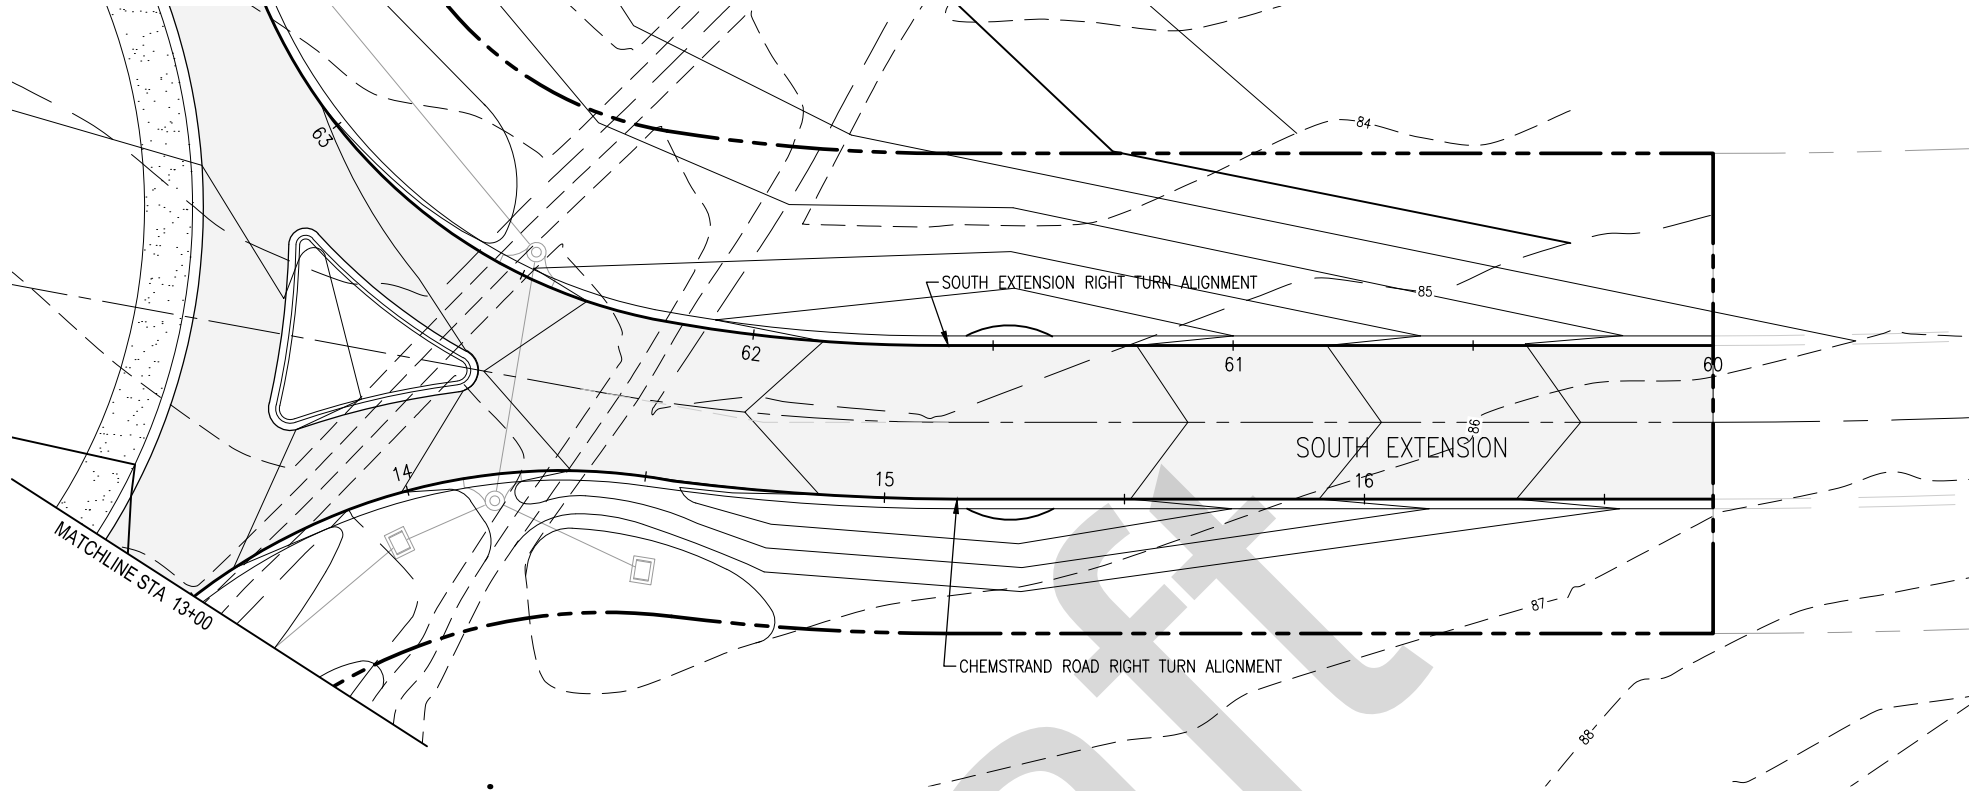 84
63
SOUTH EXTENSION RIGHT TURN ALIGNMENT
85
62
61
60
86
SOUTH EXTENSION
14
15
16
MATCHLINE STA 13+00
87
CHEMSTRAND ROAD RIGHT TURN ALIGNMENT
88
ft